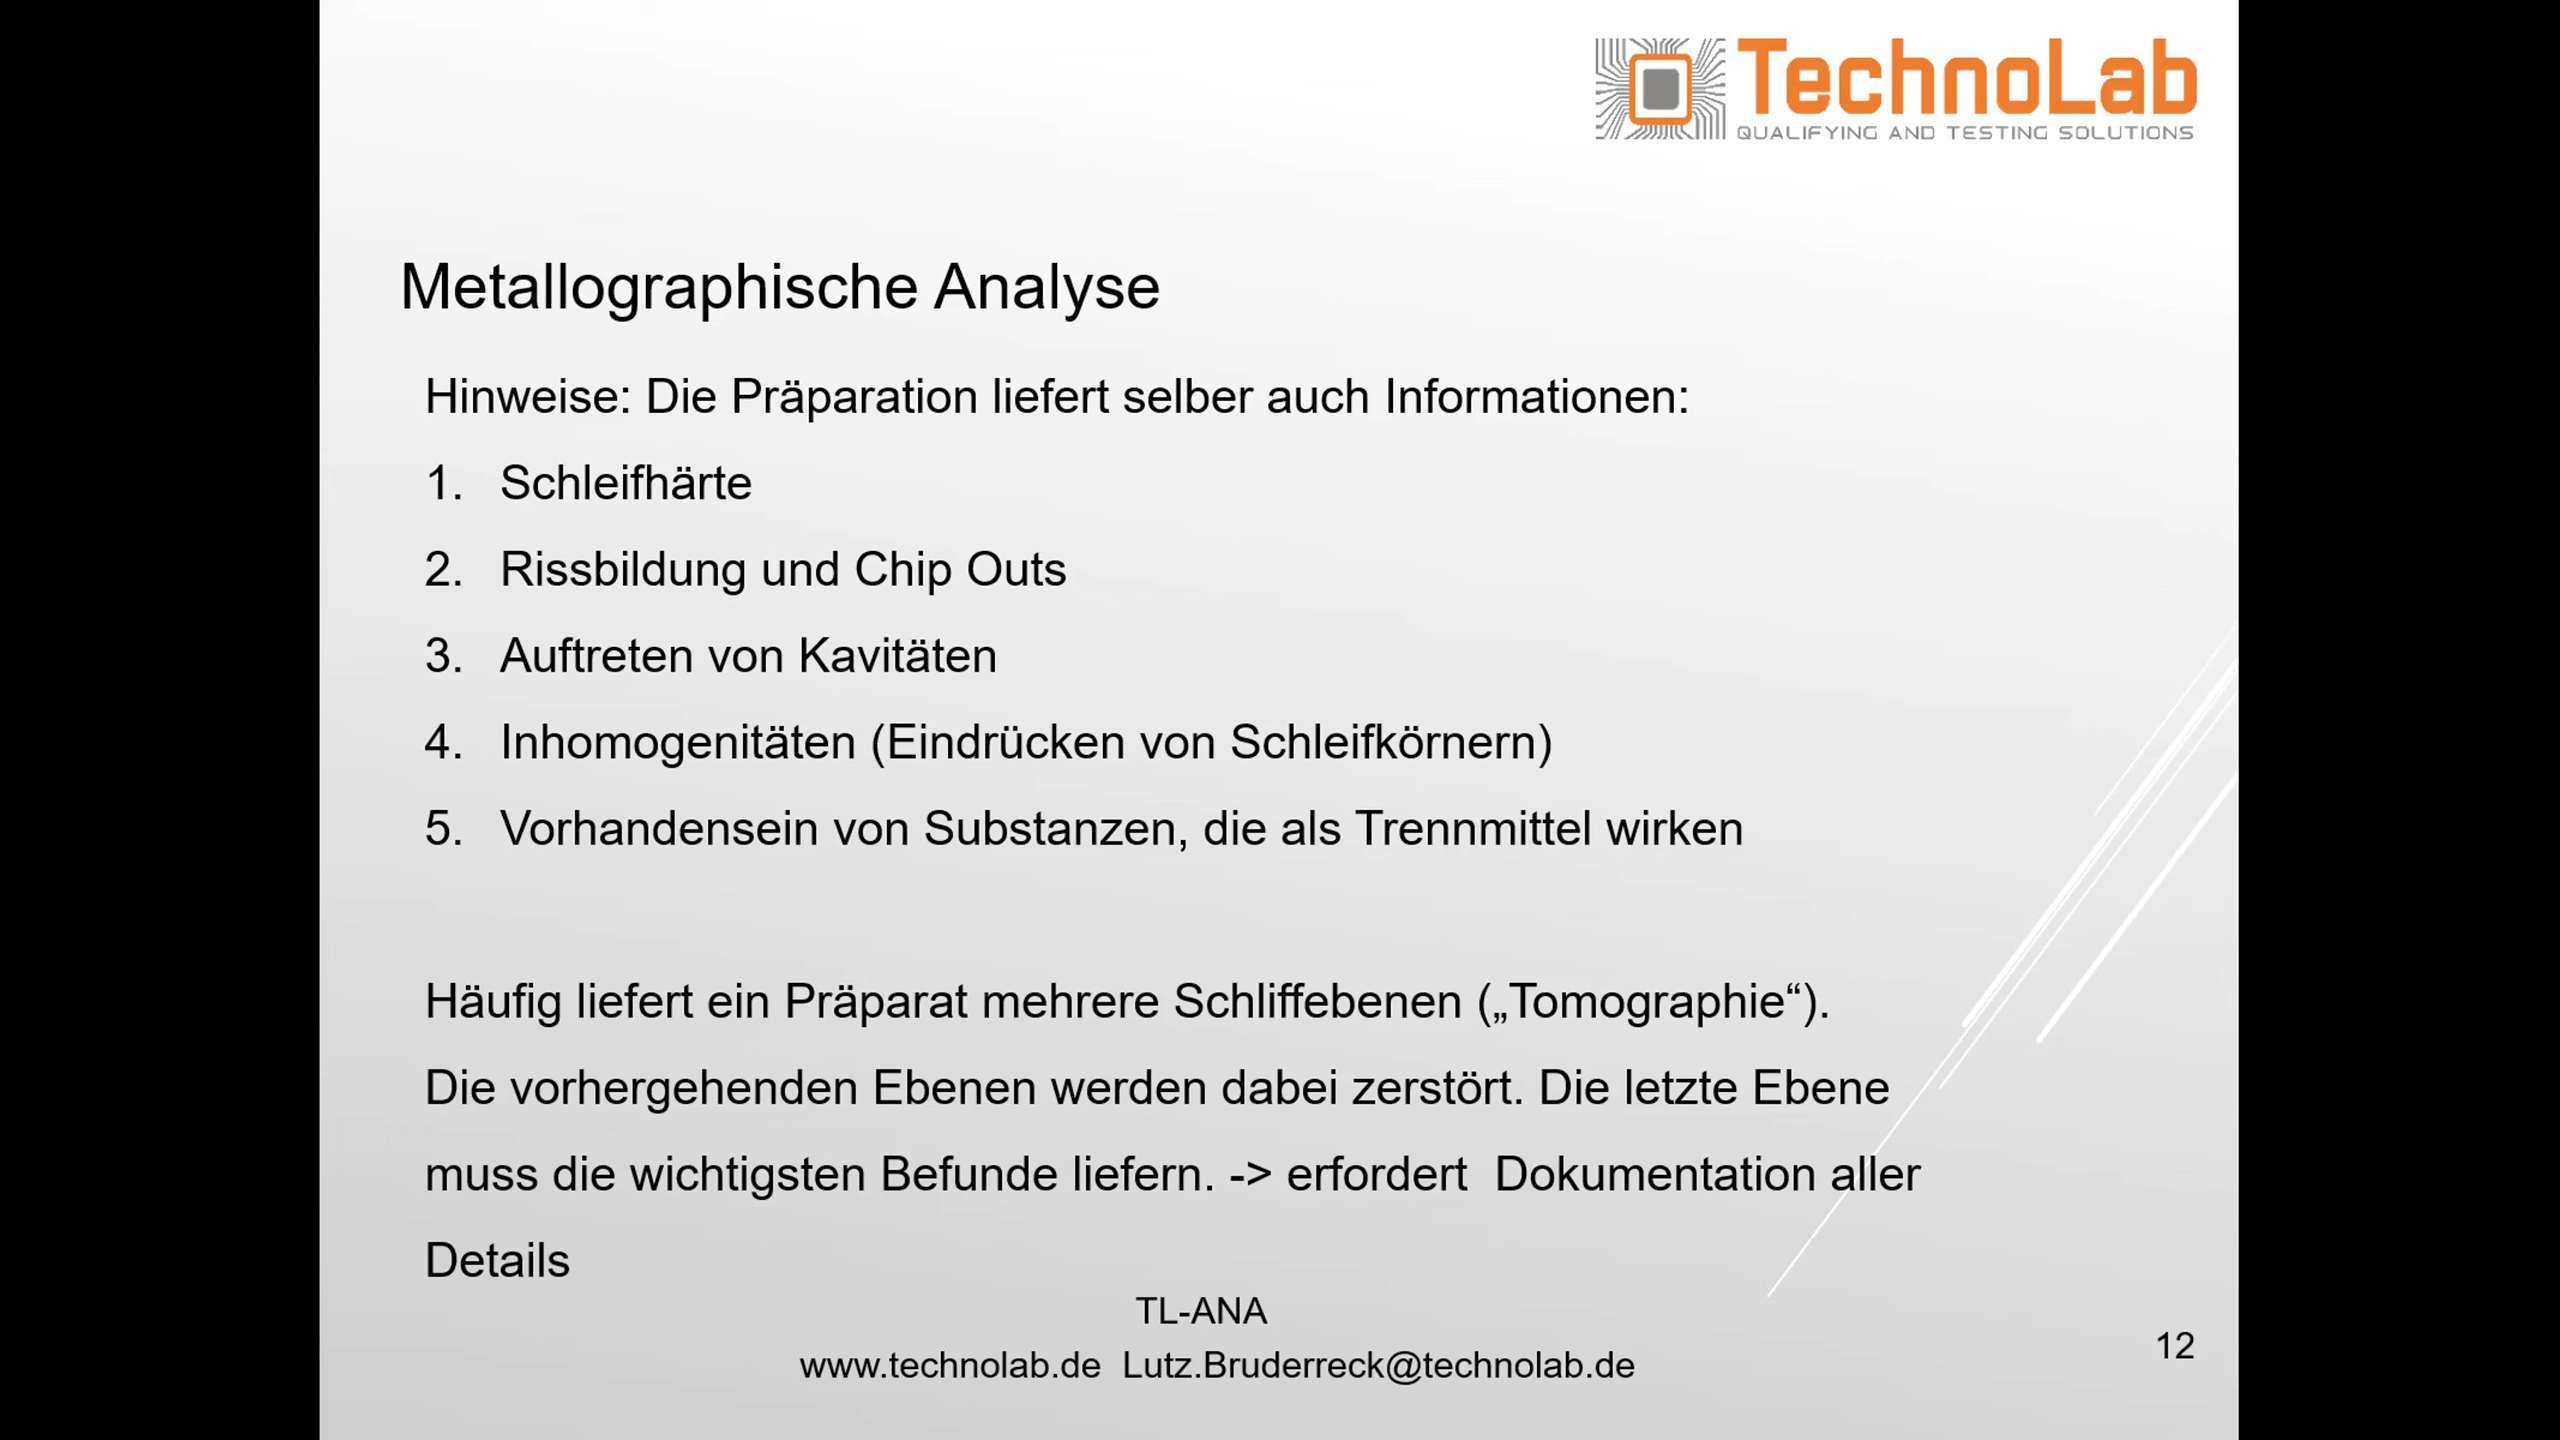 TechnoLab
QUALIFYING AND TESTING SOLUTIONS
Metallographische Analyse
Hinweise: Die Präparation liefert selber auch Informationen:
1. Schleifhärte
2. Rissbildung und Chip Outs
3. Auftreten von Kavitäten
4. Inhomogenitäten (Eindrücken von Schleifkörnern)
5. Vorhandensein von Substanzen, die als Trennmittel wirken
Häufig liefert ein Präparat mehrere Schliffebenen („Tomographie“).
Die vorhergehenden Ebenen werden dabei zerstört. Die letzte Ebene
muss die wichtigsten Befunde liefern. -> erfordert  Dokumentation aller
Details
TL-ANA
www.technolab.de  Lutz.Bruderreck@technolab.de
12